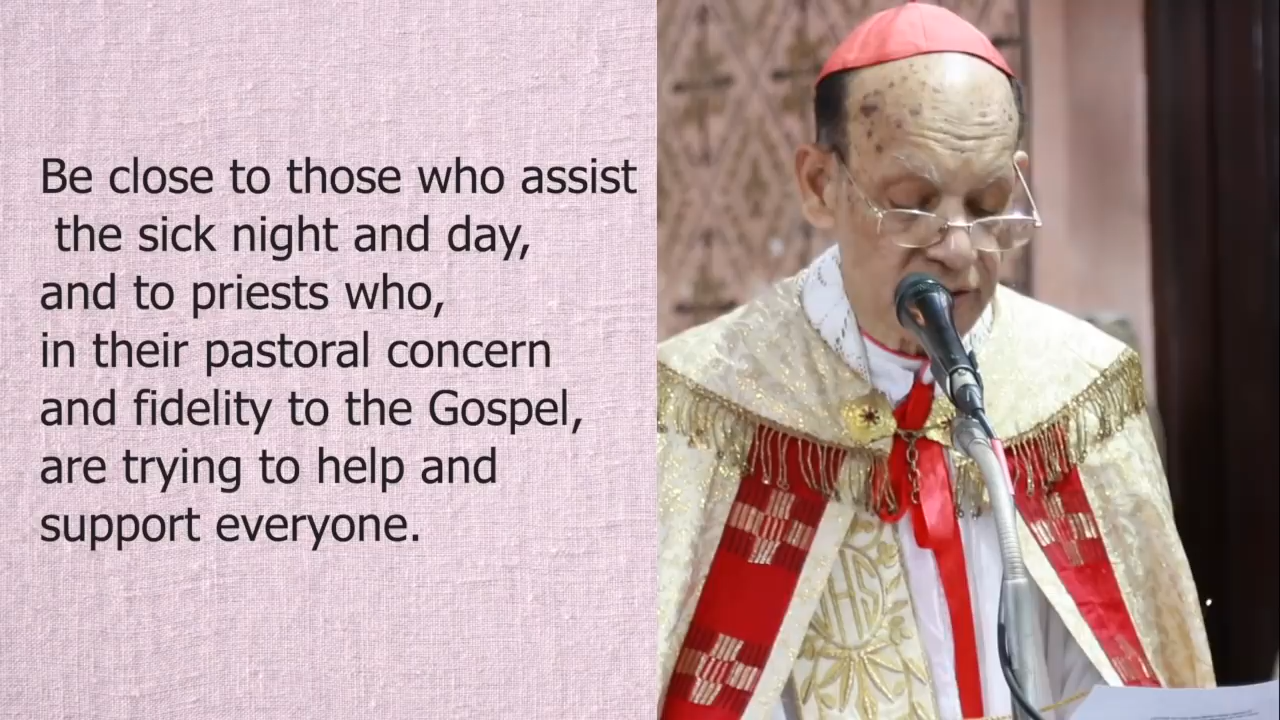 Be close to those who assist
the sick night and day,
and to priests who,
in their pastoral concern
and fidelity to the Gospel,
are trying to help and
support everyone.
IHS